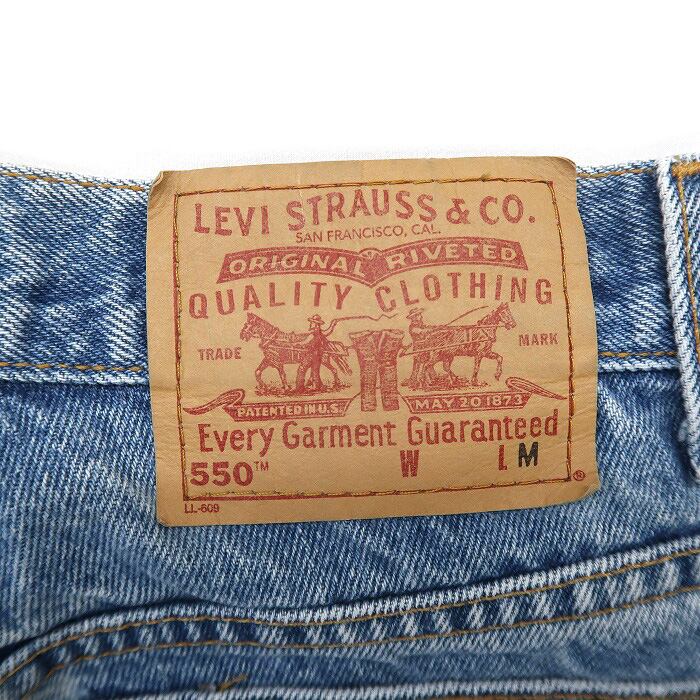 LEVI STRAUSS & CO.
SAN FRANCISCO, CAL.
ORIGINAL RIVETED
QUALITY CLOTHING
TRADE MARK
PATENTED IN U.S. MAY 20 1873
Every Garment Guaranteed
550™ W L M
®
LL-609